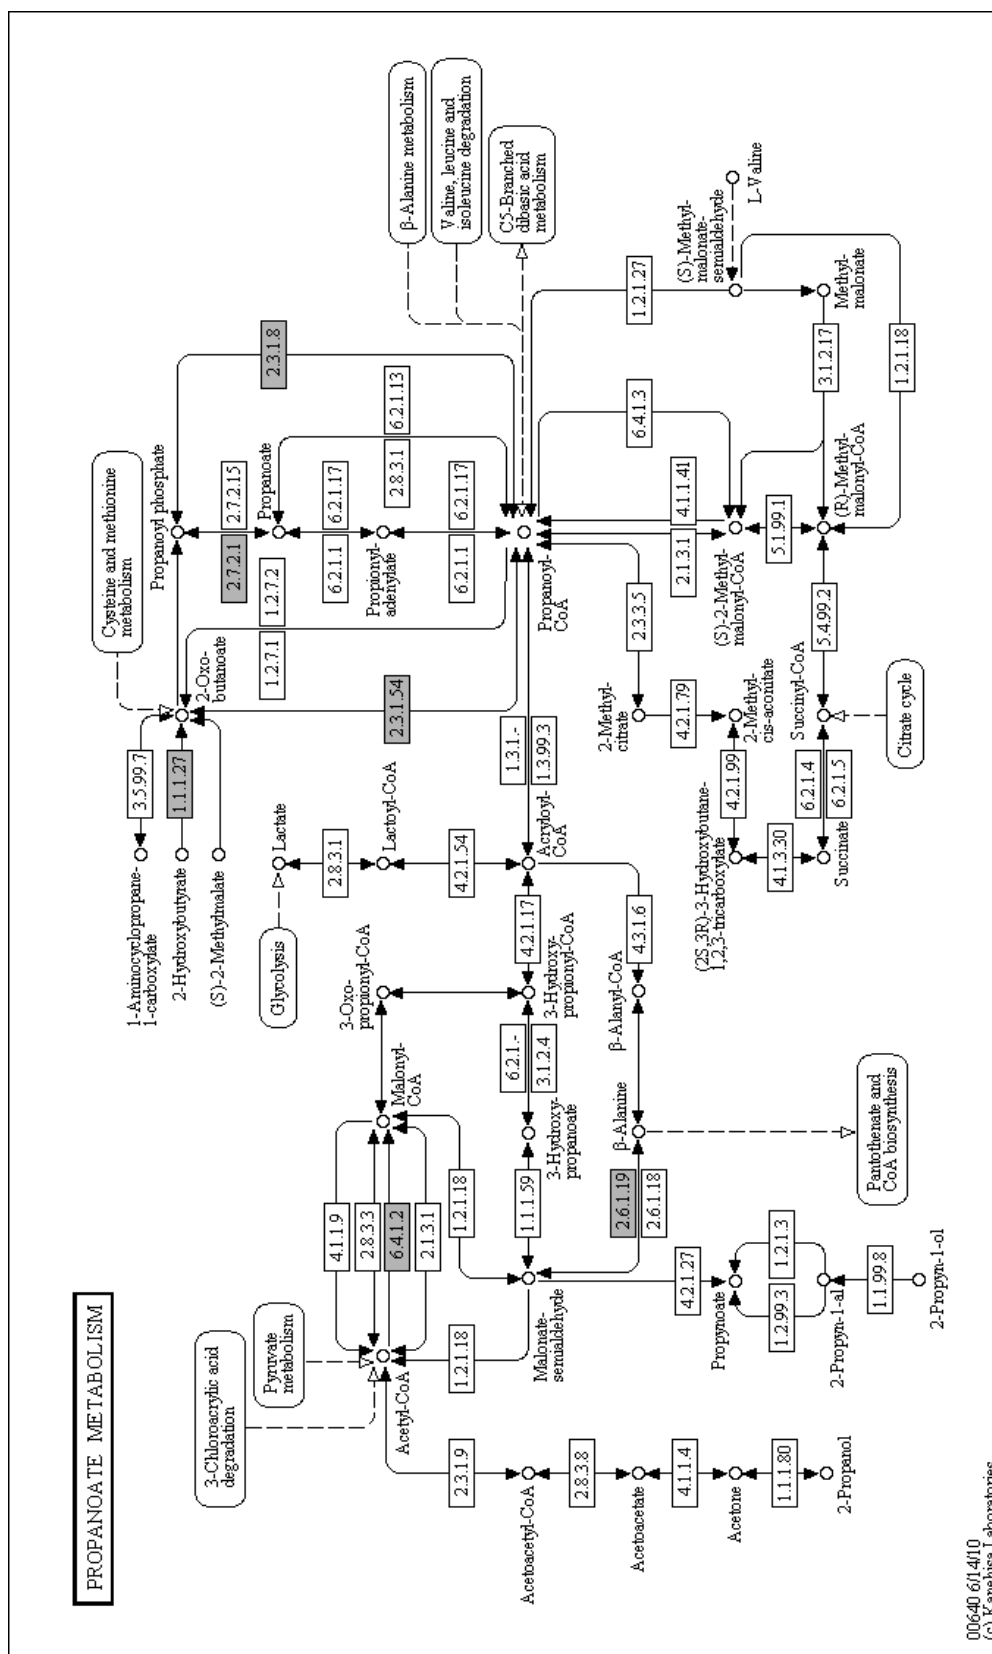 PROPANOATE METABOLISM
3-Chloroacrylic acid
degradation
Pyruvate
metabolism
Acetyl-CoA
2.3.1.9
Acetoacetyl-CoA
2.8.3.8
Acetoacetate
4.1.1.4
Acetone
1.1.1.80
2-Propanol
4.1.1.9
2.8.3.3
6.4.1.2
2.1.3.1
1.2.1.18
1.2.1.18
Malonyl-
CoA
Malonate-
semialdehyde
1.1.1.59
3-Hydroxy-
propanoate
6.2.1.-
3.1.2.4
3-Oxo-
propionyl-CoA
3-Hydroxy-
propionyl-CoA
4.2.1.17
2.6.1.19
2.6.1.18
β-Alanine
β-Alanyl-CoA
4.3.1.6
Pantothenate and
CoA biosynthesis
4.2.1.27
Propynoate
1.2.99.3
1.2.1.3
2-Propyn-1-al
1.1.99.8
2-Propyn-1-ol
1-Aminocyclopropane-
1-carboxylate
2-Hydroxybutyrate
(S)-2-Methylmalate
3.5.99.7
1.1.1.27
Glycolysis
Lactate
2.8.3.1
Lactoyl-CoA
4.2.1.54
Acryloyl-
CoA
1.3.1.-
1.3.99.3
Cysteine and methionine
metabolism
2-Oxo-
butanoate
2.3.1.54
1.2.7.1
1.2.7.2
Propanoyl phosphate
2.7.2.1
2.7.2.15
Propanoate
6.2.1.1
6.2.1.17
Propionyl-
adenylate
6.2.1.1
6.2.1.17
2.8.3.1
6.2.1.13
2.3.1.8
Propanoyl-
CoA
β-Alanine metabolism
Valine, leucine and
isoleucine degradation
C5-Branched
dibasic acid
metabolism
2.3.3.5
2-Methyl-
citrate
4.2.1.79
2-Methyl-
cis-aconitate
4.2.1.99
(2S,3R)-3-Hydroxybutane-
1,2,3-tricarboxylate
4.1.3.30
Succinate
6.2.1.4
6.2.1.5
Succinyl-CoA
Citrate cycle
5.4.99.2
2.1.3.1
4.1.1.41
6.4.1.3
(S)-2-Methyl-
malonyl-CoA
5.1.99.1
(R)-Methyl-
malonyl-CoA
1.2.1.27
(S)-Methyl-
malonate-
semialdehyde
L-Valine
Methyl-
malonate
3.1.2.17
1.2.1.18
00640 6/14/10
(c) Kanehisa Laboratories